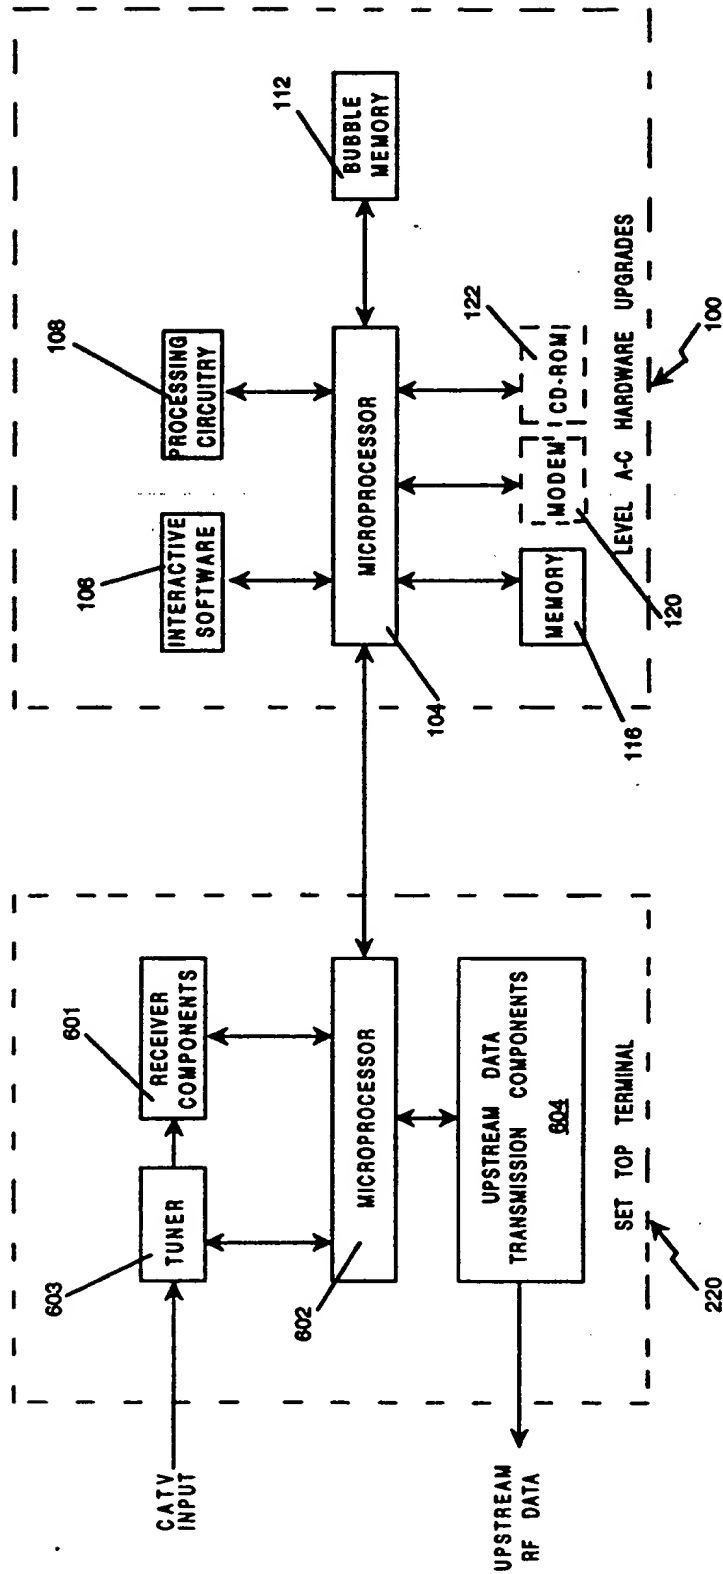 CATV
INPUT
603
TUNER
601
RECEIVER
COMPONENTS
602
MICROPROCESSOR
UPSTREAM DATA
TRANSMISSION COMPONENTS
604
UPSTREAM
RF DATA
SET TOP TERMINAL
220
106
INTERACTIVE
SOFTWARE
108
PROCESSING
CIRCUITRY
104
MICROPROCESSOR
112
BUBBLE
MEMORY
116
MEMORY
120
MODEM
122
CD-ROM
LEVEL A-C HARDWARE UPGRADES
100